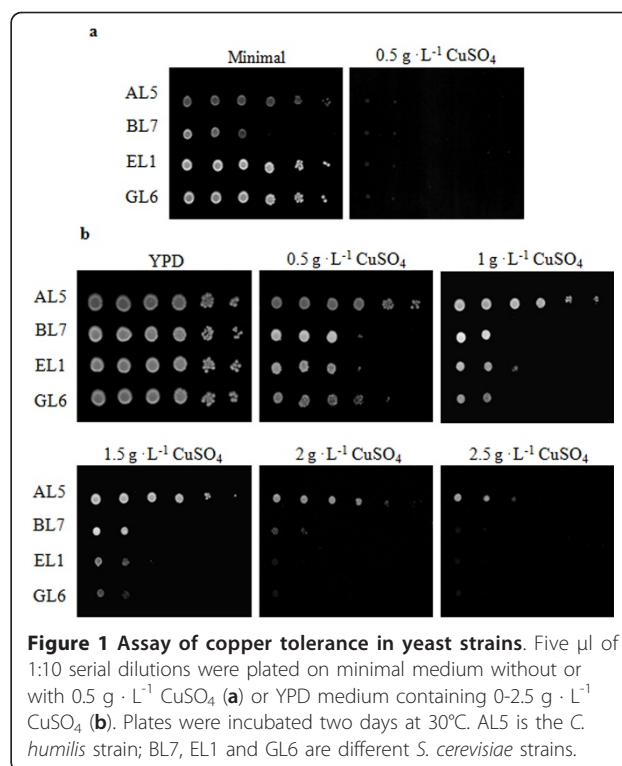 a
Minimal 0.5 g · L⁻¹ CuSO₄
AL5
BL7
EL1
GL6
b
YPD 0.5 g · L⁻¹ CuSO₄ 1 g · L⁻¹ CuSO₄
AL5
BL7
EL1
GL6
1.5 g · L⁻¹ CuSO₄ 2 g · L⁻¹ CuSO₄ 2.5 g · L⁻¹ CuSO₄
AL5
BL7
EL1
GL6
Figure 1 Assay of copper tolerance in yeast strains. Five µl of
1:10 serial dilutions were plated on minimal medium without or
with 0.5 g · L⁻¹ CuSO₄ (a) or YPD medium containing 0-2.5 g · L⁻¹
CuSO₄ (b). Plates were incubated two days at 30°C. AL5 is the C.
humilis strain; BL7, EL1 and GL6 are different S. cerevisiae strains.